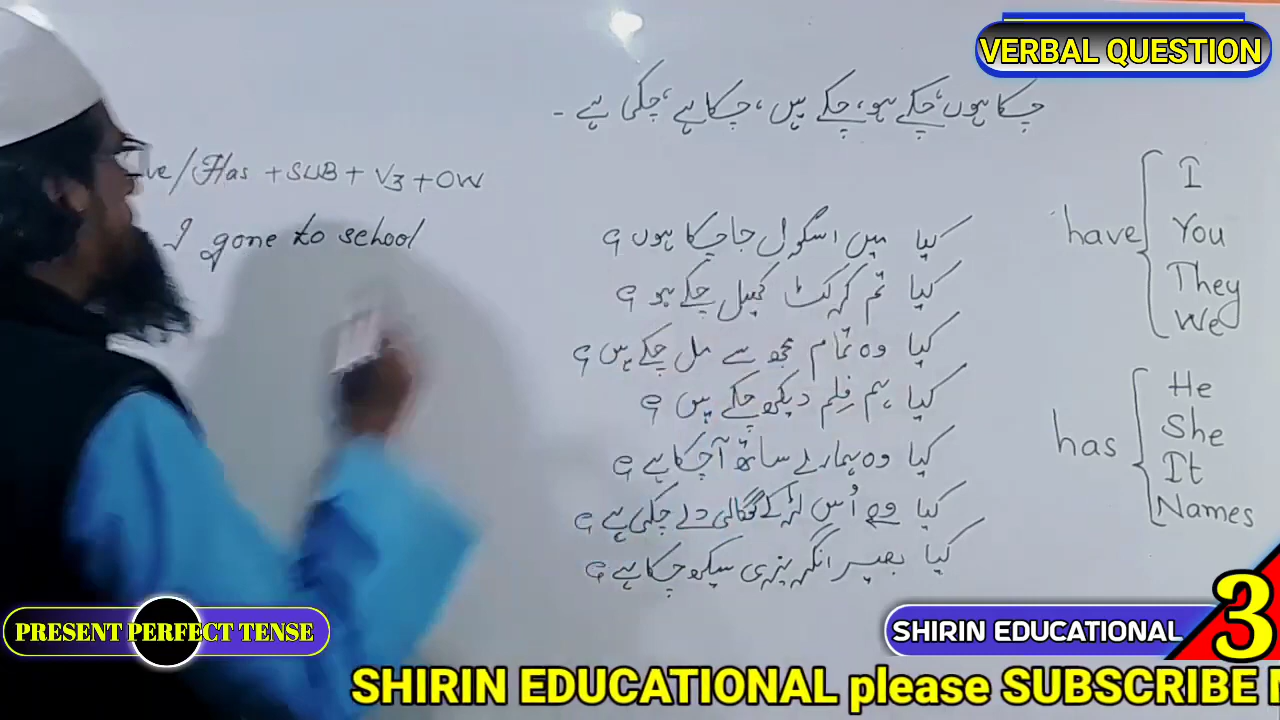 VERBAL QUESTION
چکا ہوں، چکے ہو، چکے ہیں، چکا ہے، چکی ہے ۔
ve/Has + SUB + V3 + OW
I gone to school
کیا میں اسکول جا چکا ہوں؟
کیا تم کرکٹ کھیل چکے ہو؟
کیا وہ تمام مجھ سے مل چکے ہیں؟
کیا ہم فِلم دیکھ چکے ہیں؟
کیا وہ ہمارے ساتھ آ چکا ہے؟
کیا وہ اُس لڑکے گالی دے چکی ہے؟
کیا انگریزی سیکھ چکا ہے؟
have
I
You
They
We
has
He
She
It
Names
PRESENT PERFECT TENSE
SHIRIN EDUCATIONAL
3
SHIRIN EDUCATIONAL please SUBSCRIBE